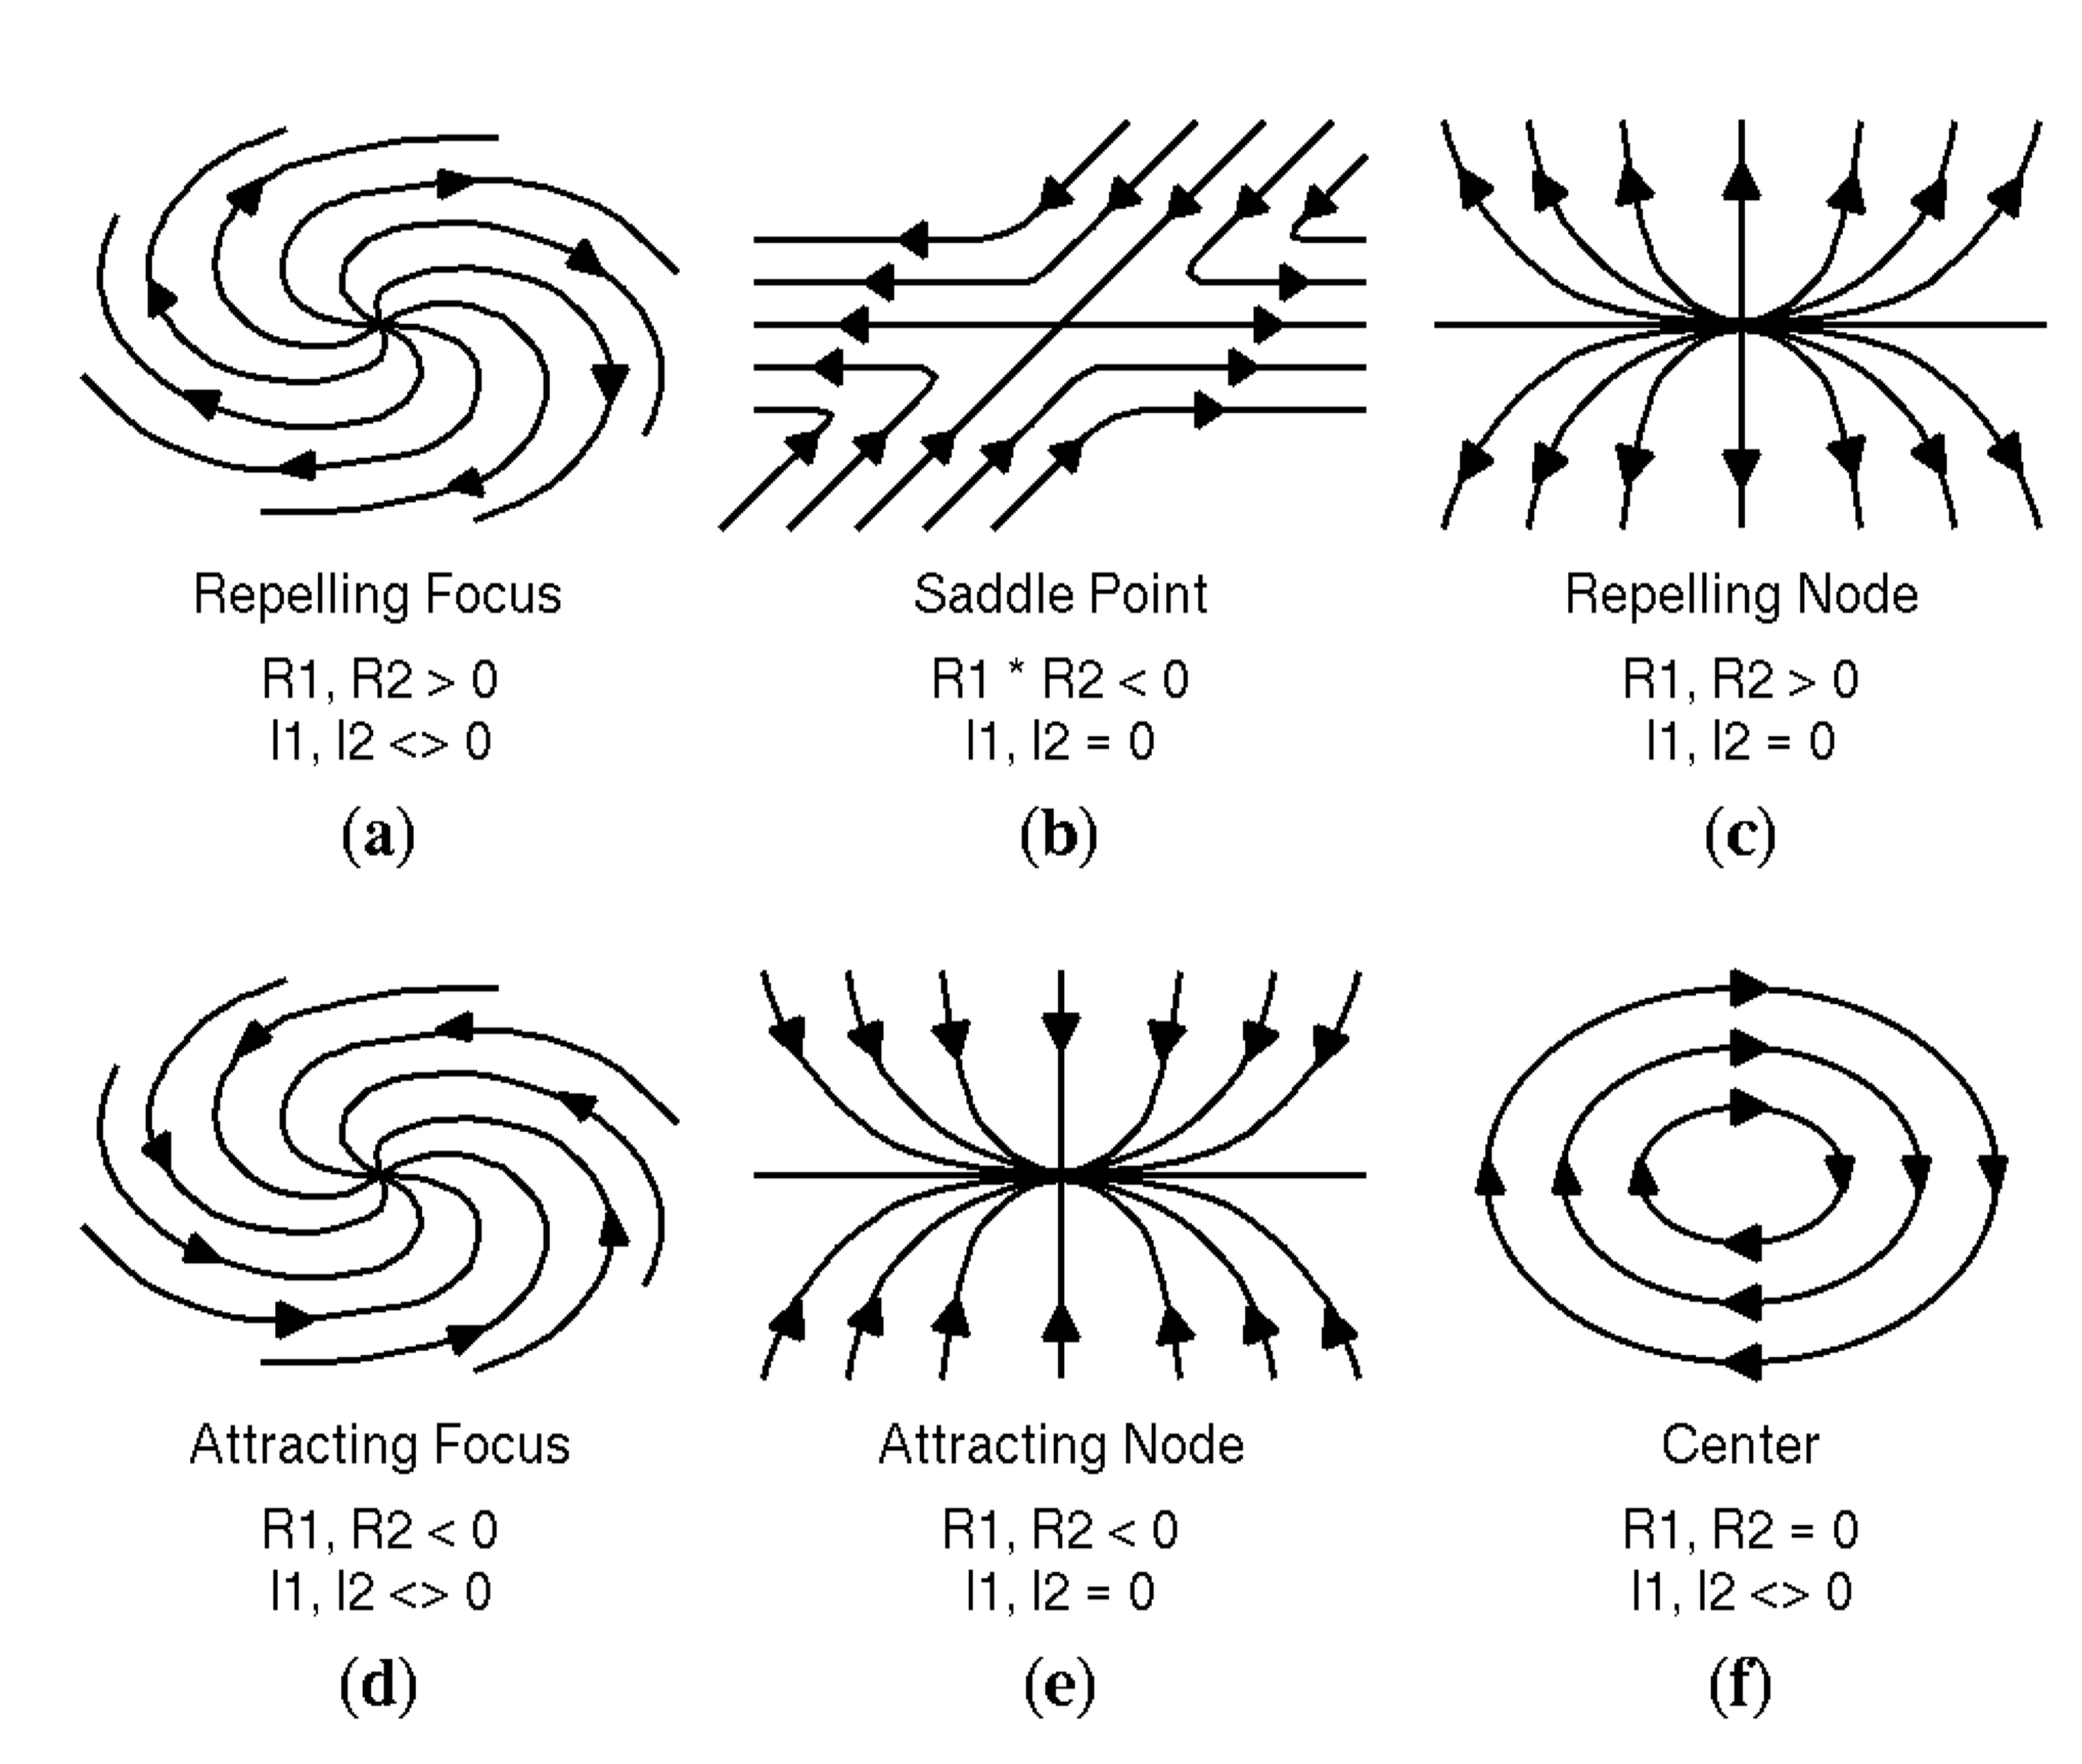 Repelling Focus
R1, R2 > 0
I1, I2 <> 0
(a)
Saddle Point
R1 * R2 < 0
I1, I2 = 0
(b)
Repelling Node
R1, R2 > 0
I1, I2 = 0
(c)
Attracting Focus
R1, R2 < 0
I1, I2 <> 0
(d)
Attracting Node
R1, R2 < 0
I1, I2 = 0
(e)
Center
R1, R2 = 0
I1, I2 <> 0
(f)